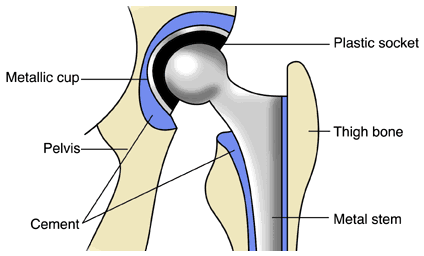 Plastic socket
Metallic cup
Thigh bone
Pelvis
Cement
Metal stem